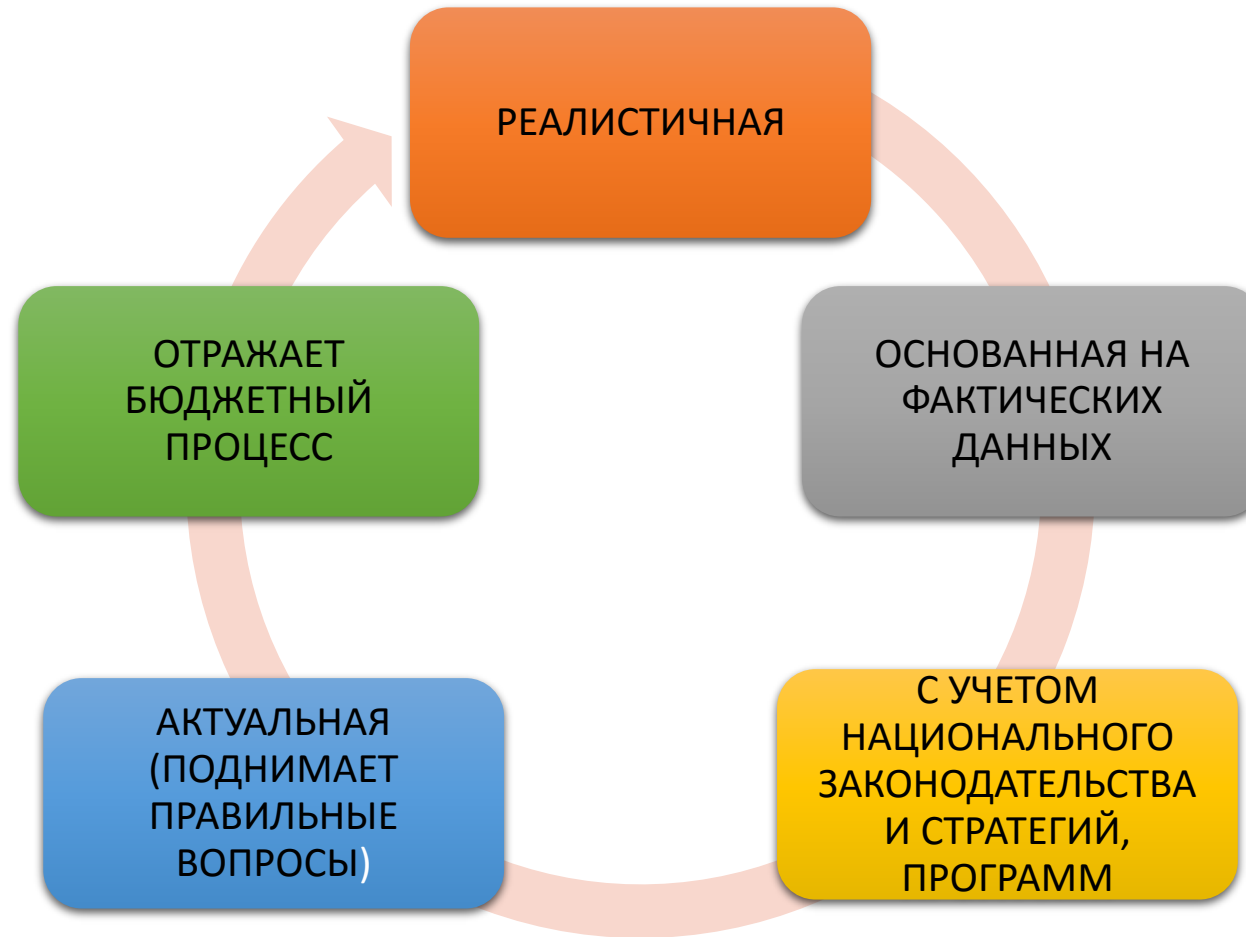 РЕАЛИСТИЧНАЯ
ОСНОВАННАЯ НА
ФАКТИЧЕСКИХ
ДАННЫХ
С УЧЕТОМ
НАЦИОНАЛЬНОГО
ЗАКОНОДАТЕЛЬСТВА
И СТРАТЕГИЙ,
ПРОГРАММ
АКТУАЛЬНАЯ
(ПОДНИМАЕТ
ПРАВИЛЬНЫЕ
ВОПРОСЫ)
ОТРАЖАЕТ
БЮДЖЕТНЫЙ
ПРОЦЕСС